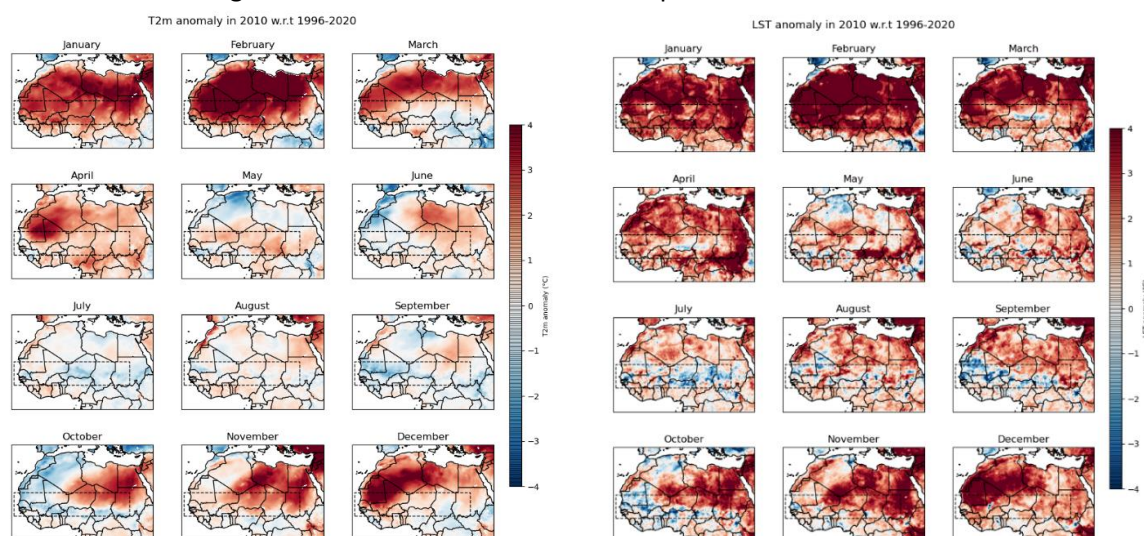 T2m anomaly in 2010 w.r.t 1996-2020
January February March
April May June
July August September
October November December
4
3
2
1
0
−1
−2
−3
−4
T2m anomaly (°C)
LST anomaly in 2010 w.r.t 1996-2020
January February March
April May June
July August September
October November December
4
3
2
1
0
−1
−2
−3
−4